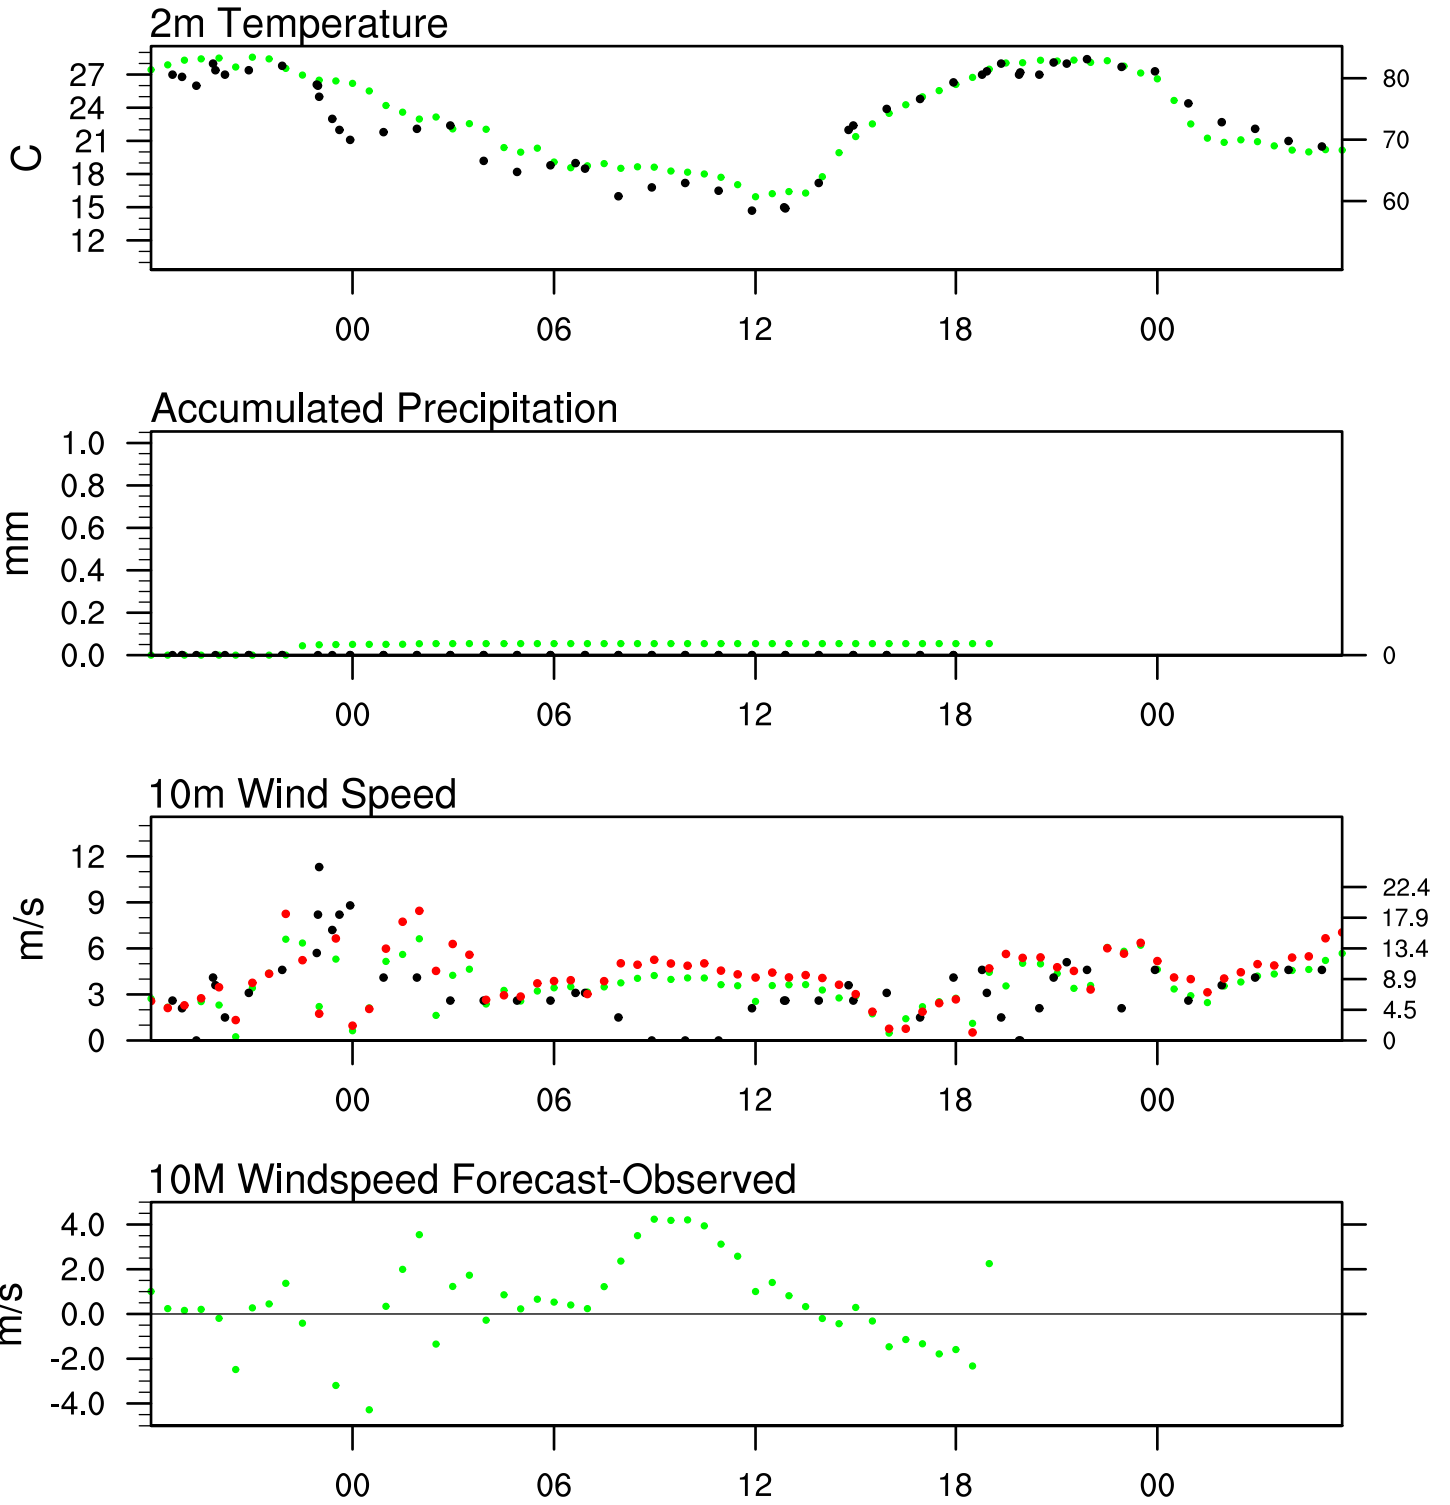 2m Temperature
C
27
24
21
18
15
12
80
70
60
00 06 12 18 00
Accumulated Precipitation
mm
1.0
0.8
0.6
0.4
0.2
0.0
0
00 06 12 18 00
10m Wind Speed
m/s
12
9
6
3
0
22.4
17.9
13.4
8.9
4.5
0
00 06 12 18 00
10M Windspeed Forecast-Observed
m/s
4.0
2.0
0.0
-2.0
-4.0
00 06 12 18 00